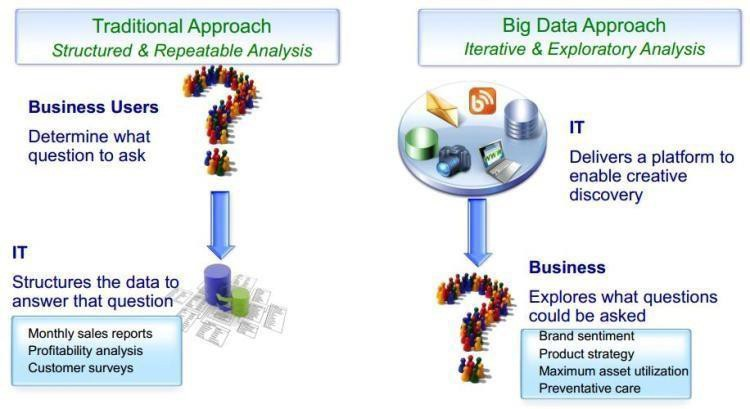 Traditional Approach
Structured & Repeatable Analysis
Business Users
Determine what
question to ask
IT
Structures the data to
answer that question
Monthly sales reports
Profitability analysis
Customer surveys
Big Data Approach
Iterative & Exploratory Analysis
IT
Delivers a platform to
enable creative
discovery
Business
Explores what questions
could be asked
Brand sentiment
Product strategy
Maximum asset utilization
Preventative care